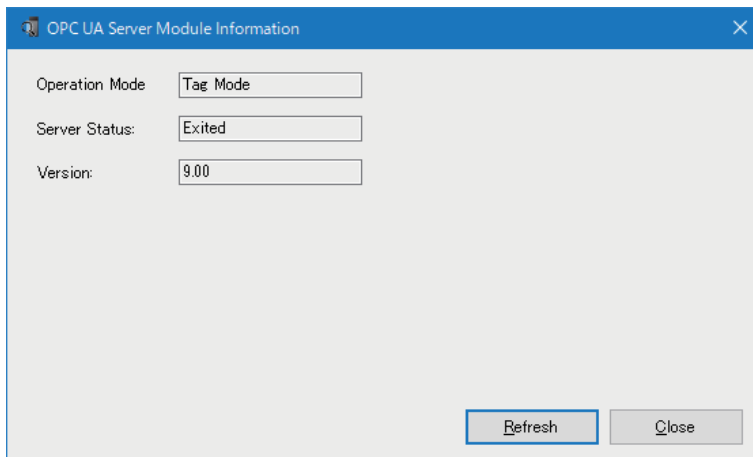 OPC UA Server Module Information
Operation Mode Tag Mode
Server Status: Exited
Version: 9.00
Refresh Close